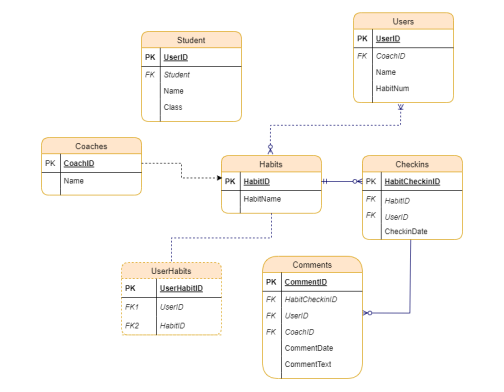 Student
PK UserID
FK Student
Name
Class
Users
PK UserID
FK CoachID
Name
HabitNum
Coaches
PK CoachID
Name
Habits
PK HabitID
HabitName
Checkins
PK HabitCheckinID
FK HabitID
FK UserID
CheckinDate
UserHabits
PK UserHabitID
FK1 UserID
FK2 HabitID
Comments
PK CommentID
FK HabitCheckinID
FK UserID
FK CoachID
CommentDate
CommentText